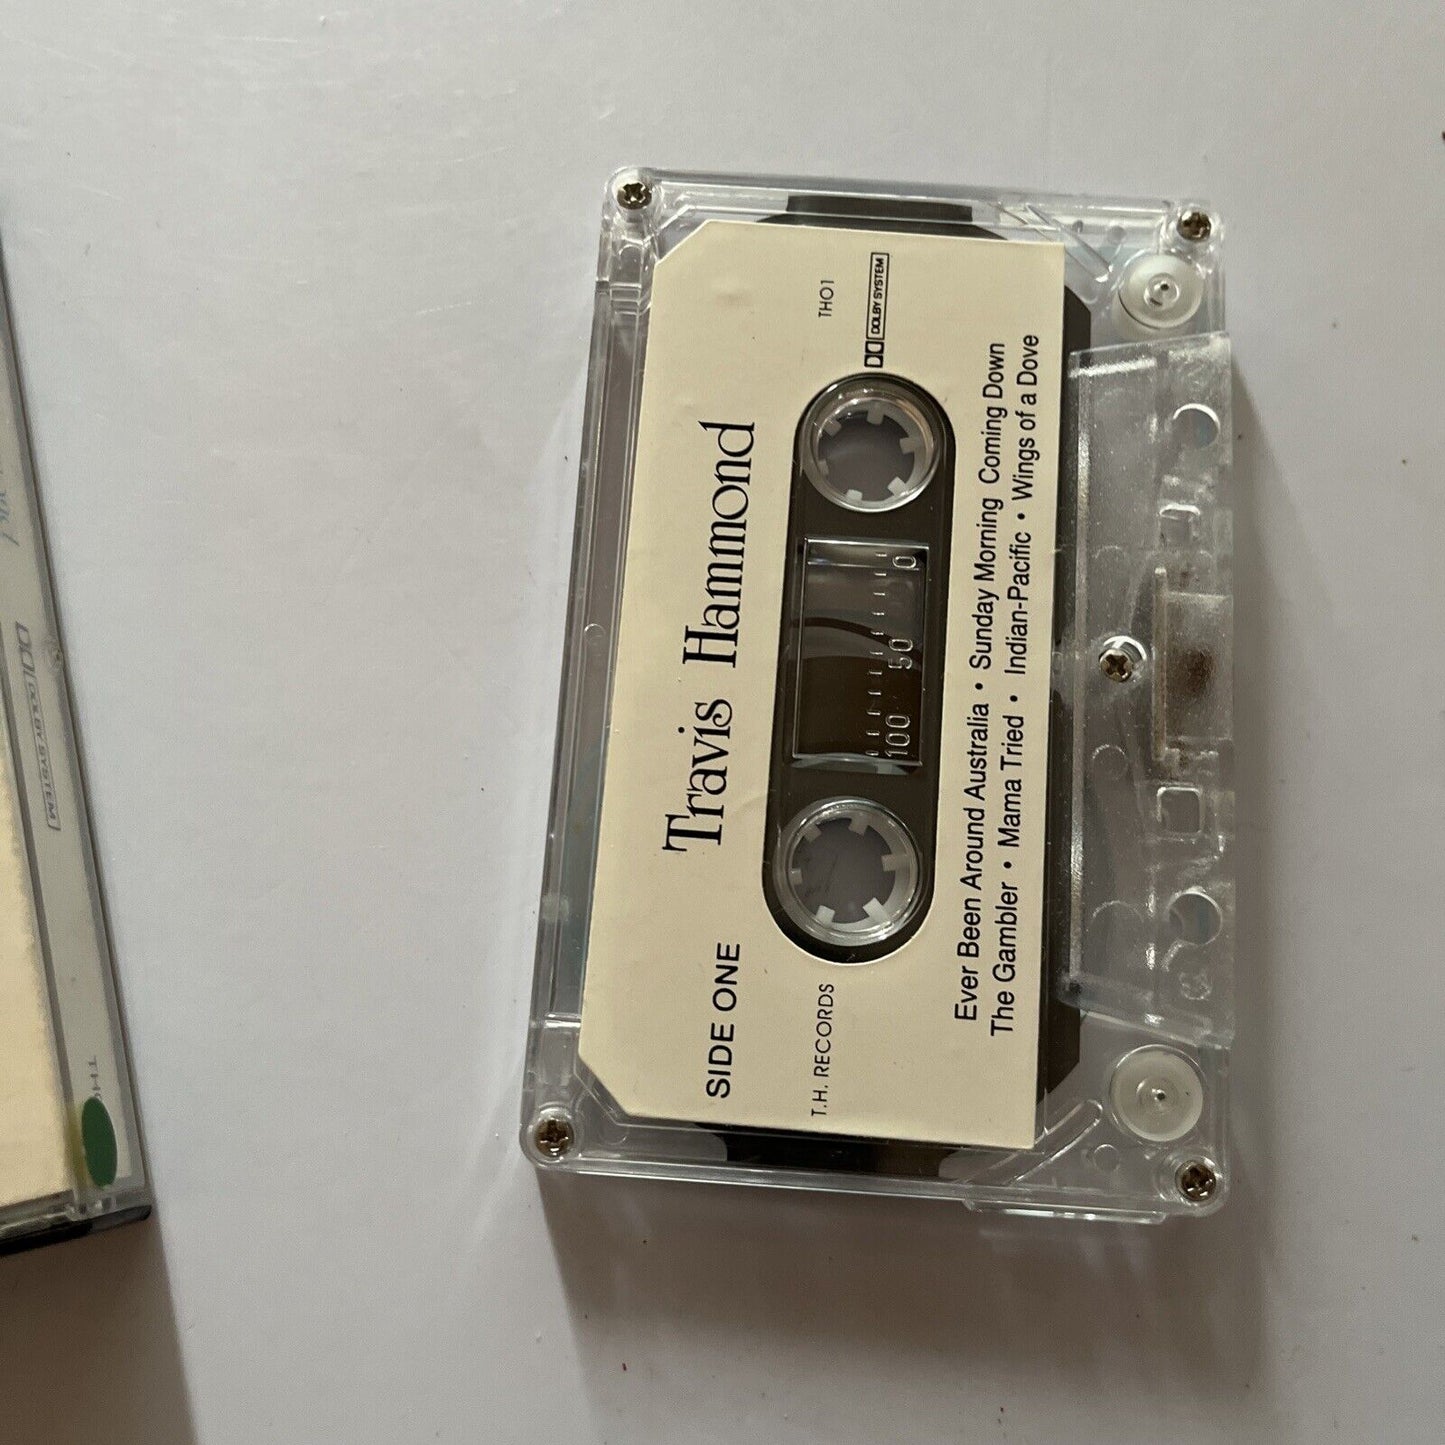 Travis Hammond
SIDE ONE
T.H. RECORDS
THO1
DOLBY SYSTEM
100 50 0
Ever Been Around Australia • Sunday Morning Coming Down
The Gambler • Mama Tried • Indian-Pacific • Wings of a Dove
DOLBY SYSTEM